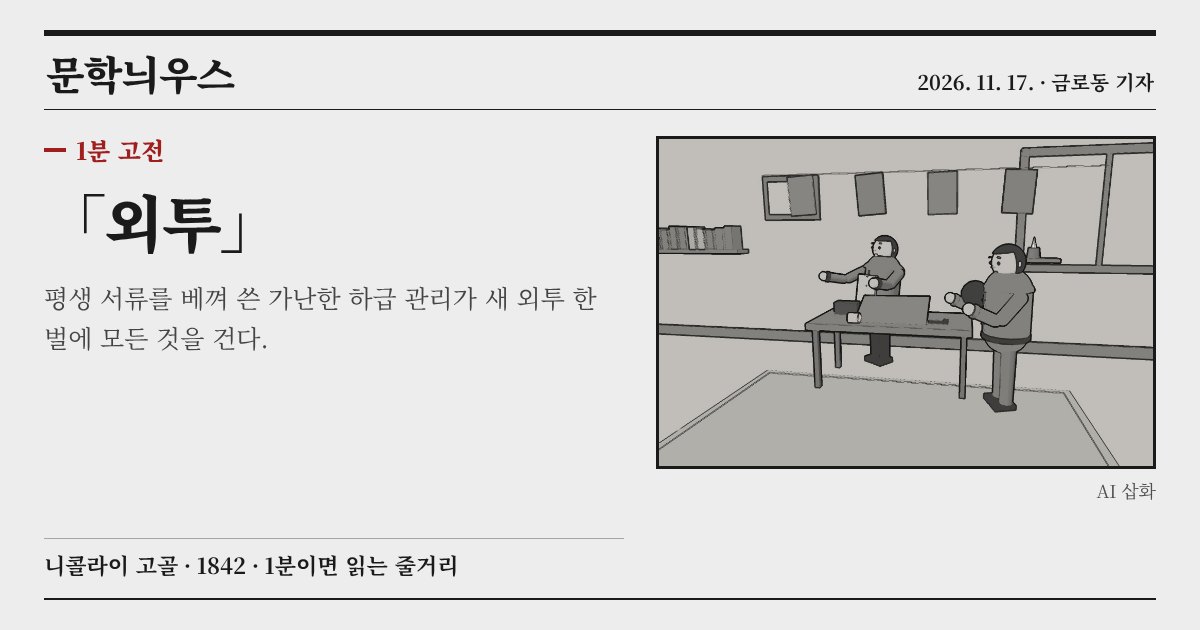 문학늬우스
2026. 11. 17. · 금로동 기자
1분 고전
「외투」
평생 서류를 베껴 쓴 가난한 하급 관리가 새 외투 한
벌에 모든 것을 건다.
AI 삽화
니콜라이 고골 · 1842 · 1분이면 읽는 줄거리